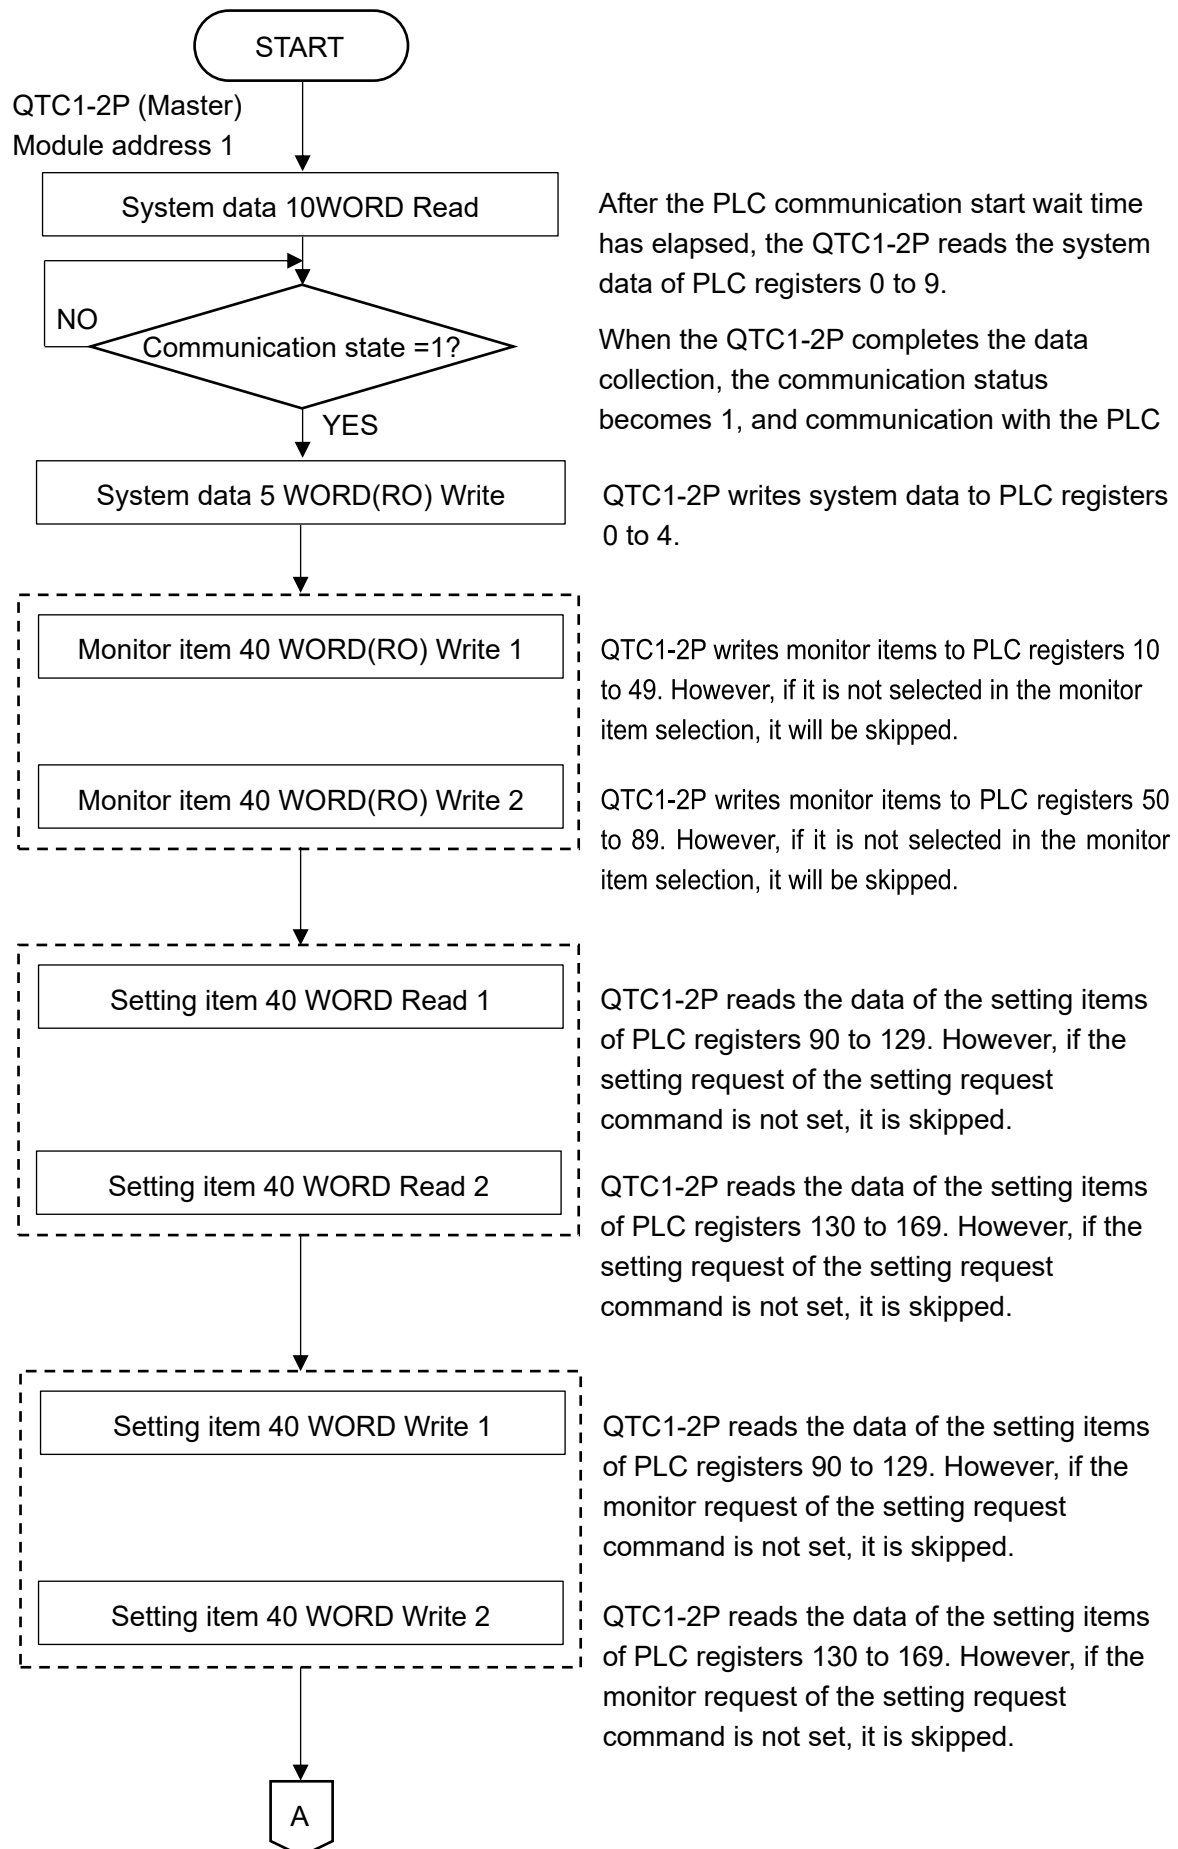 START
QTC1-2P (Master)
Module address 1
System data 10WORD Read
After the PLC communication start wait time
has elapsed, the QTC1-2P reads the system
data of PLC registers 0 to 9.
NO
Communication state =1?
When the QTC1-2P completes the data
collection, the communication status
becomes 1, and communication with the PLC
YES
System data 5 WORD(RO) Write
QTC1-2P writes system data to PLC registers
0 to 4.
Monitor item 40 WORD(RO) Write 1
QTC1-2P writes monitor items to PLC registers 10
to 49. However, if it is not selected in the monitor
item selection, it will be skipped.
Monitor item 40 WORD(RO) Write 2
QTC1-2P writes monitor items to PLC registers 50
to 89. However, if it is not selected in the monitor
item selection, it will be skipped.
Setting item 40 WORD Read 1
QTC1-2P reads the data of the setting items
of PLC registers 90 to 129. However, if the
setting request of the setting request
command is not set, it is skipped.
Setting item 40 WORD Read 2
QTC1-2P reads the data of the setting items
of PLC registers 130 to 169. However, if the
setting request of the setting request
command is not set, it is skipped.
Setting item 40 WORD Write 1
QTC1-2P reads the data of the setting items
of PLC registers 90 to 129. However, if the
monitor request of the setting request
command is not set, it is skipped.
Setting item 40 WORD Write 2
QTC1-2P reads the data of the setting items
of PLC registers 130 to 169. However, if the
monitor request of the setting request
command is not set, it is skipped.
A